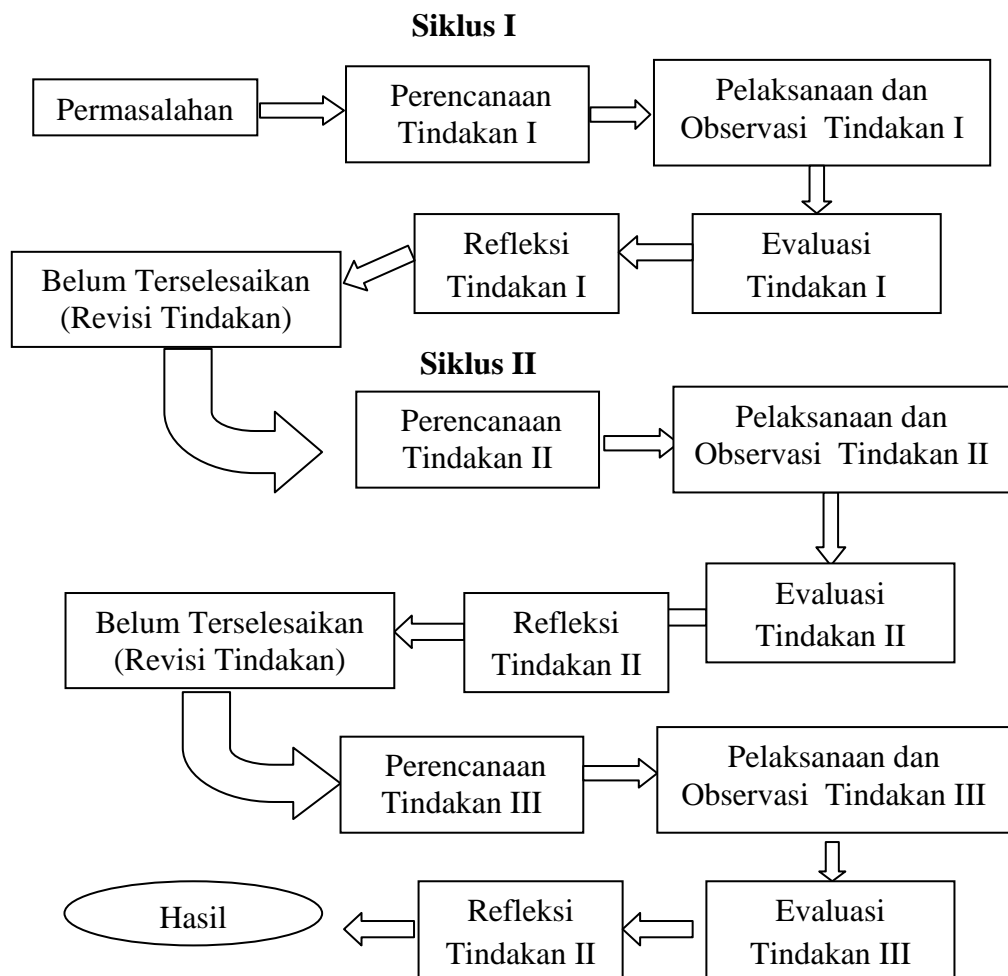 Siklus I
Permasalahan
Perencanaan
Tindakan I
Pelaksanaan dan
Observasi Tindakan I
Evaluasi
Tindakan I
Refleksi
Tindakan I
Belum Terselesaikan
(Revisi Tindakan)
Siklus II
Perencanaan
Tindakan II
Pelaksanaan dan
Observasi Tindakan II
Evaluasi
Tindakan II
Refleksi
Tindakan II
Belum Terselesaikan
(Revisi Tindakan)
Perencanaan
Tindakan III
Pelaksanaan dan
Observasi Tindakan III
Evaluasi
Tindakan III
Refleksi
Tindakan II
Hasil